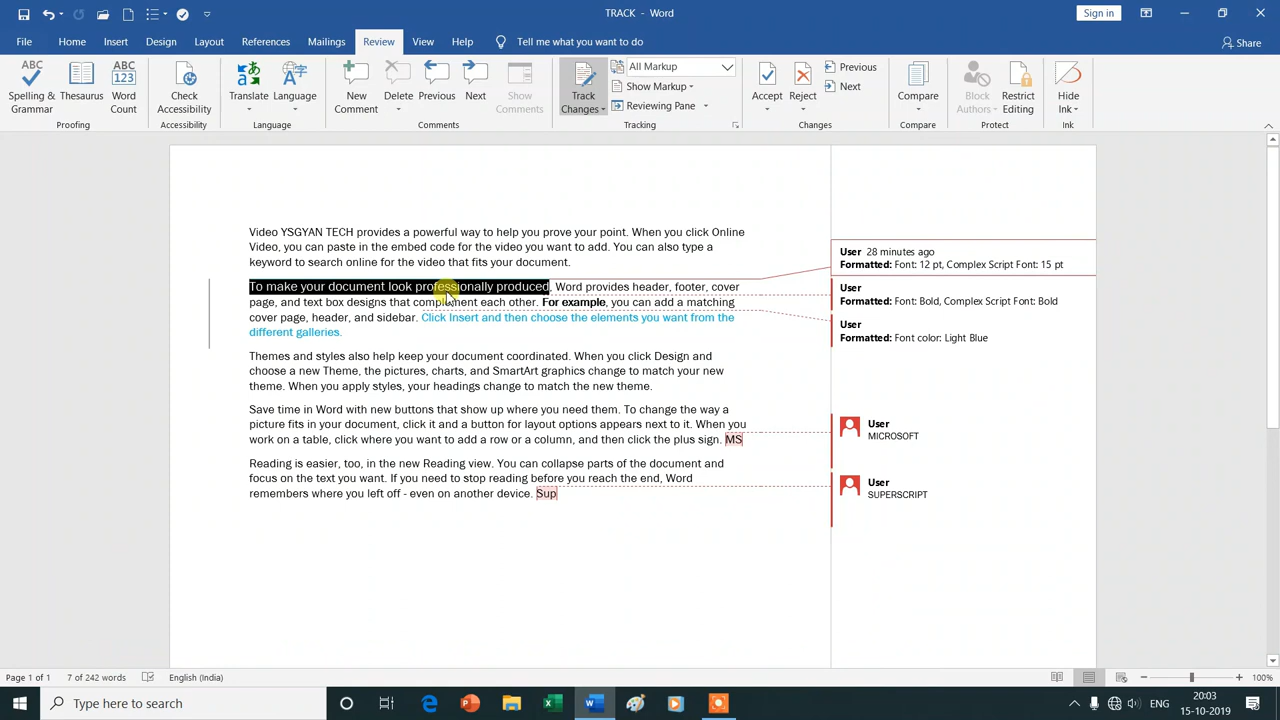 TRACK - Word
Sign in
File Home Insert Design Layout References Mailings Review View Help Tell me what you want to do Share
ABC
Spelling & Grammar
Thesaurus
ABC
123
Word Count
Proofing
Check Accessibility
Accessibility
Translate
Language
Language
New Comment
Delete
Previous
Next
Show Comments
Comments
Track Changes
All Markup
Show Markup
Reviewing Pane
Tracking
Accept
Reject
Previous
Next
Changes
Compare
Compare
Block Authors
Restrict Editing
Protect
Hide Ink
Ink
Video YSGYAN TECH provides a powerful way to help you prove your point. When you click Online
Video, you can paste in the embed code for the video you want to add. You can also type a
keyword to search online for the video that fits your document.
To make your document look professionally produced, Word provides header, footer, cover
page, and text box designs that complement each other. For example, you can add a matching
cover page, header, and sidebar. Click Insert and then choose the elements you want from the
different galleries.
Themes and styles also help keep your document coordinated. When you click Design and
choose a new Theme, the pictures, charts, and SmartArt graphics change to match your new
theme. When you apply styles, your headings change to match the new theme.
Save time in Word with new buttons that show up where you need them. To change the way a
picture fits in your document, click it and a button for layout options appears next to it. When you
work on a table, click where you want to add a row or a column, and then click the plus sign. MS
Reading is easier, too, in the new Reading view. You can collapse parts of the document and
focus on the text you want. If you need to stop reading before you reach the end, Word
remembers where you left off - even on another device. Sup
User 28 minutes ago
Formatted: Font: 12 pt, Complex Script Font: 15 pt
User
Formatted: Font: Bold, Complex Script Font: Bold
User
Formatted: Font color: Light Blue
User
MICROSOFT
User
SUPERSCRIPT
Page 1 of 1 7 of 242 words English (India) 100%
Type here to search
ENG
20:03
15-10-2019